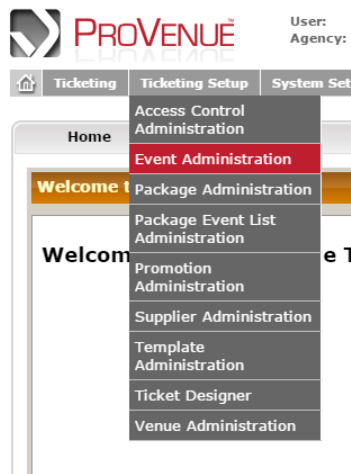 PROVENUE
User:
Agency:
Ticketing
Ticketing Setup
System Set
Access Control
Administration
Home
Event Administration
Welcome t
Package Administration
Package Event List
Administration
Welcom
e T
Promotion
Administration
Supplier Administration
Template
Administration
Ticket Designer
Venue Administration